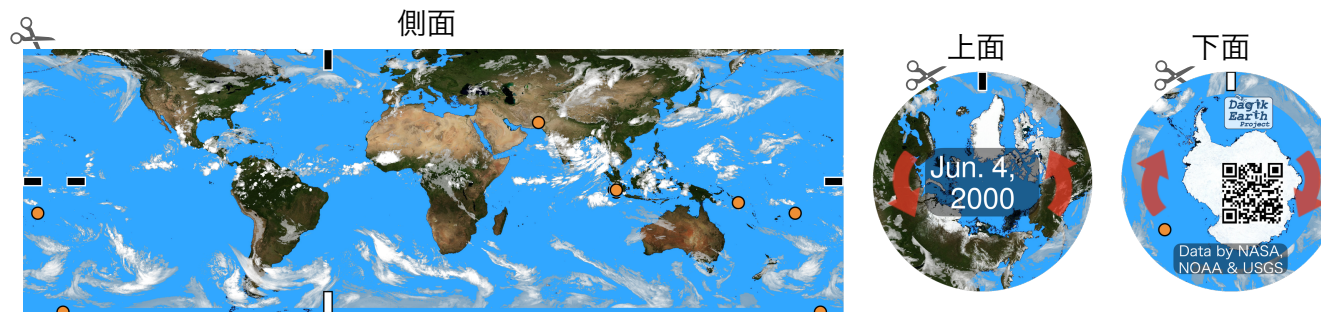 側面
上面
下面
Jun. 4,
2000
Dagik
Earth
Project
Data by NASA,
NOAA & USGS